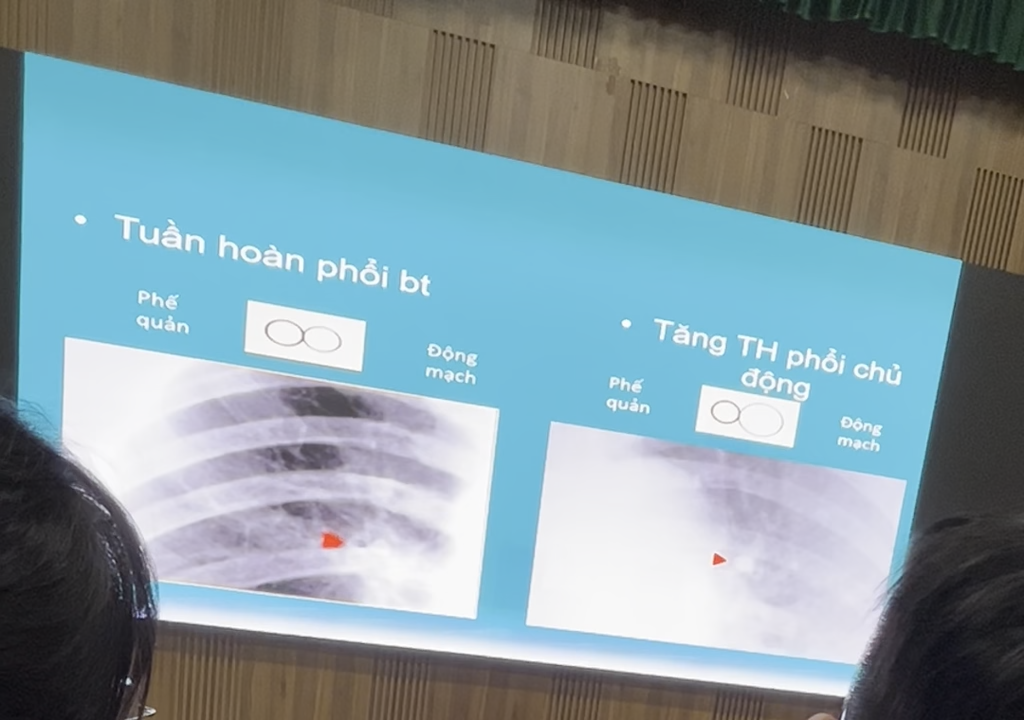 Tuần hoàn phổi bt
Phế
quản
Động
mạch
Tăng TH phổi chủ
động
Phế
quản
Động
mạch